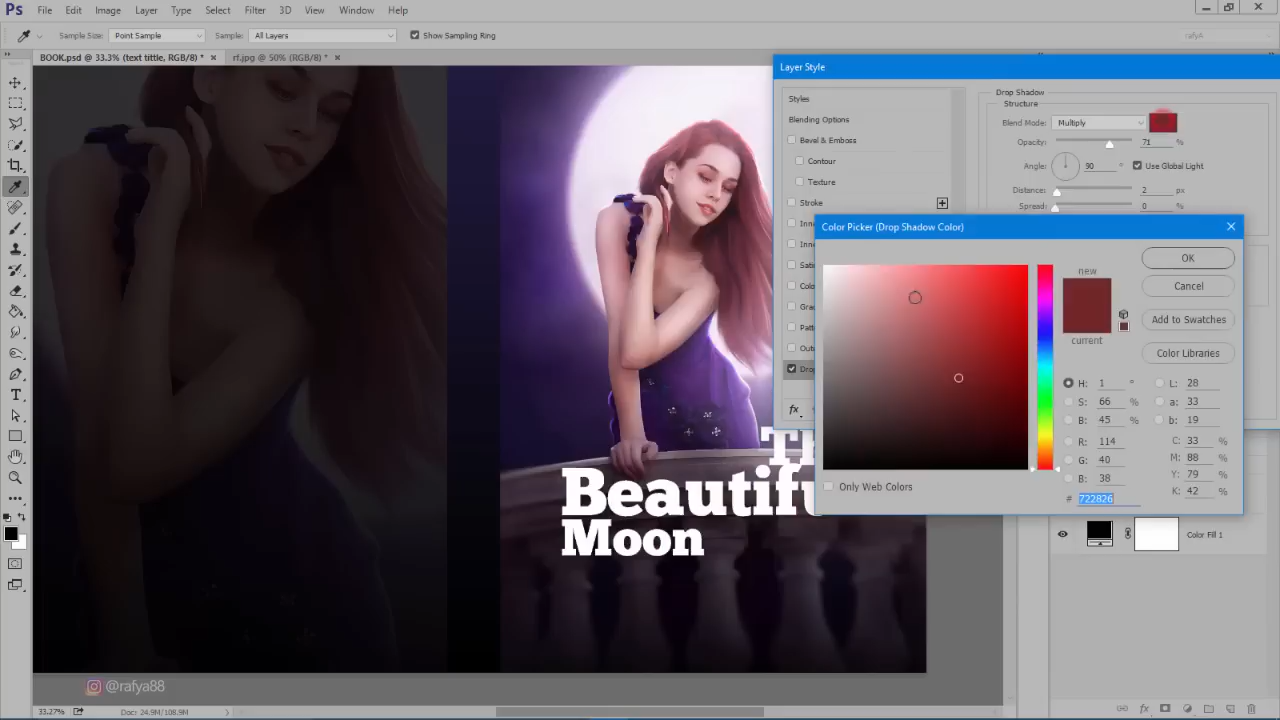 Ps File Edit Image Layer Type Select Filter 3D View Window Help
Sample Size: Point Sample Sample: All Layers Show Sampling Ring
rafyA
BOOK.psd @ 33.3% (text tittle, RGB/8) * × rf.jpg @ 50% (RGB/8) * ×
Layer Style
Styles
Blending Options
Bevel & Emboss
Contour
Texture
Stroke
Drop Shadow
Structure
Blend Mode: Multiply
Opacity: 71 %
Angle: 90 ° Use Global Light
Distance: 2 px
Spread: 0 %
Color Picker (Drop Shadow Color)
new
current
OK
Cancel
Add to Swatches
Color Libraries
H: 1 ° L: 28
S: 66 % a: 33
B: 45 % b: 19
R: 114 C: 33 %
G: 40 M: 88 %
B: 38 Y: 79 %
# 722826 K: 42 %
Only Web Colors
Beautifu
Moon
Color Fill 1
@rafya88
33.27% Doc: 24.9M/108.9M